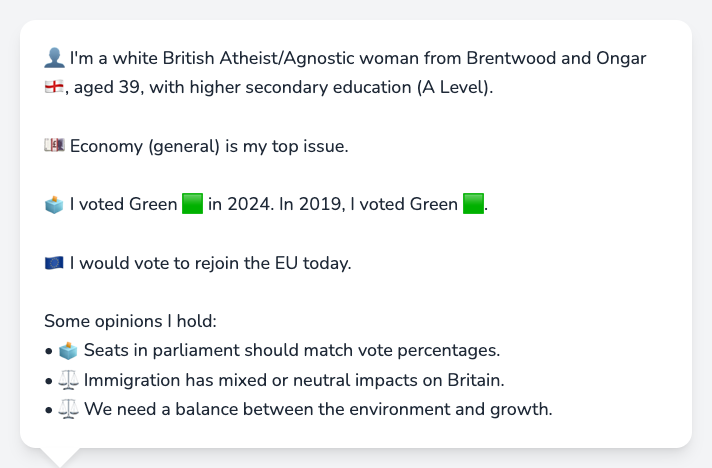 👤 I'm a white British Atheist/Agnostic woman from Brentwood and Ongar
🏴󠁧󠁢󠁥󠁮󠁧󠁿, aged 39, with higher secondary education (A Level).
💷 Economy (general) is my top issue.
🗳️ I voted Green 🟩 in 2024. In 2019, I voted Green 🟩.
🇪🇺 I would vote to rejoin the EU today.
Some opinions I hold:
• 🗳️ Seats in parliament should match vote percentages.
• ⚖️ Immigration has mixed or neutral impacts on Britain.
• ⚖️ We need a balance between the environment and growth.